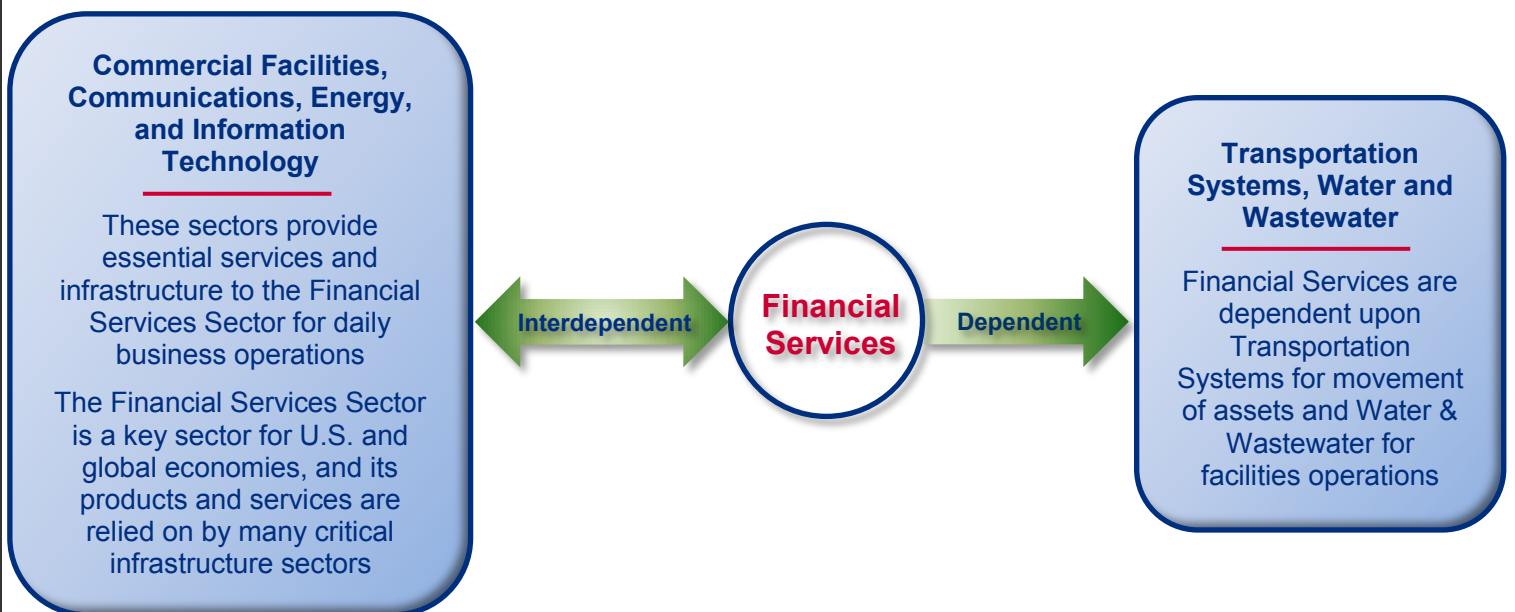 Commercial Facilities,
Communications, Energy,
and Information
Technology
These sectors provide
essential services and
infrastructure to the Financial
Services Sector for daily
business operations
The Financial Services Sector
is a key sector for U.S. and
global economies, and its
products and services are
relied on by many critical
infrastructure sectors
Interdependent
Financial
Services
Dependent
Transportation
Systems, Water and
Wastewater
Financial Services are
dependent upon
Transportation
Systems for movement
of assets and Water &
Wastewater for
facilities operations